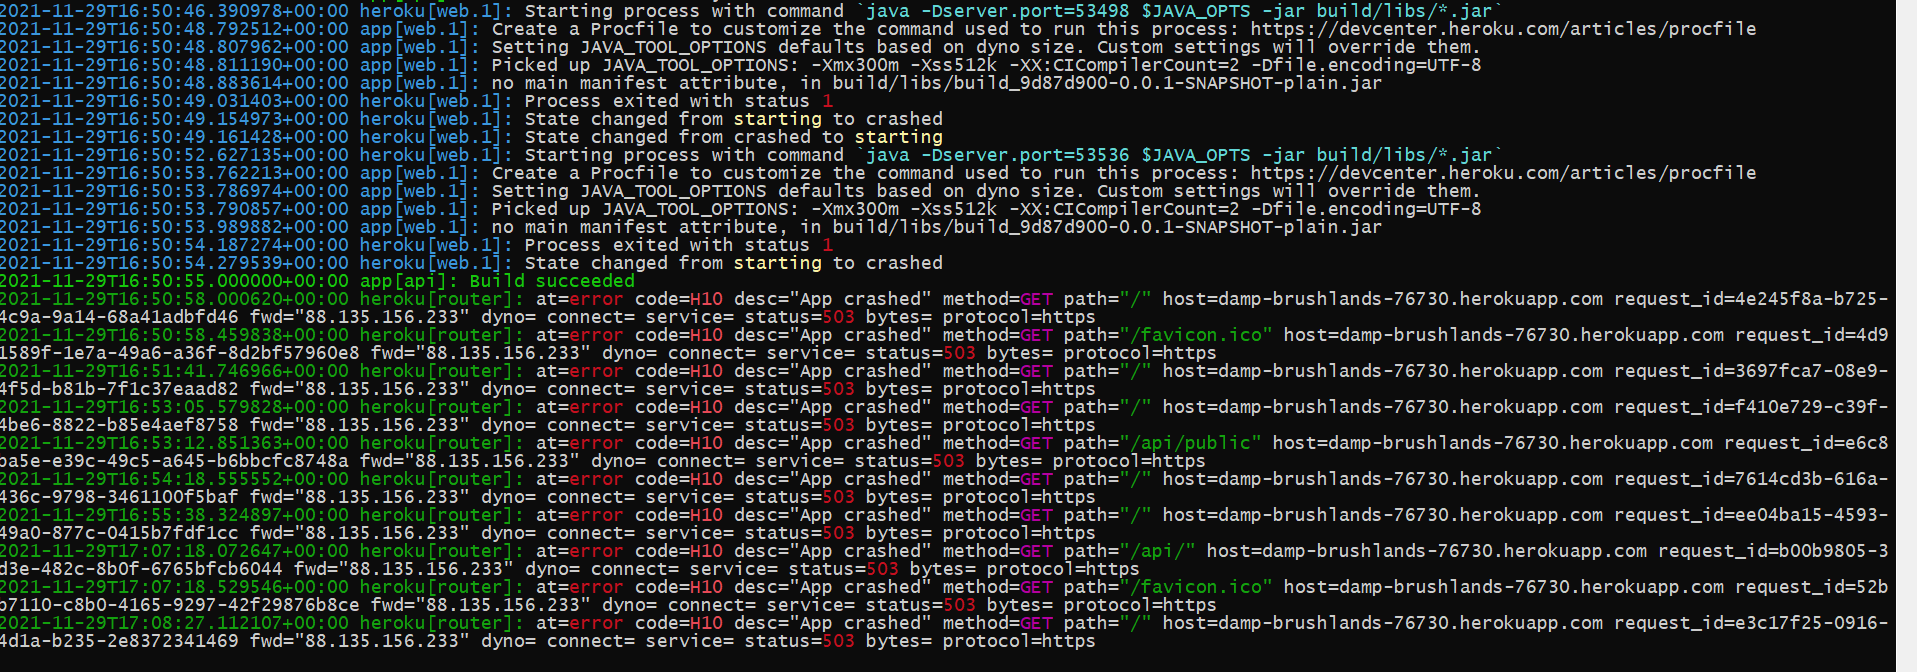 2021-11-29T16:50:46.390978+00:00 heroku[web.1]: Starting process with command `java -Dserver.port=53498 $JAVA_OPTS -jar build/libs/*.jar`
2021-11-29T16:50:48.792512+00:00 app[web.1]: Create a Procfile to customize the command used to run this process: https://devcenter.heroku.com/articles/procfile
2021-11-29T16:50:48.807962+00:00 app[web.1]: Setting JAVA_TOOL_OPTIONS defaults based on dyno size. Custom settings will override them.
2021-11-29T16:50:48.811190+00:00 app[web.1]: Picked up JAVA_TOOL_OPTIONS: -Xmx300m -Xss512k -XX:CICompilerCount=2 -Dfile.encoding=UTF-8
2021-11-29T16:50:48.883614+00:00 app[web.1]: no main manifest attribute, in build/libs/build_9d87d900-0.0.1-SNAPSHOT-plain.jar
2021-11-29T16:50:49.031403+00:00 heroku[web.1]: Process exited with status 1
2021-11-29T16:50:49.154973+00:00 heroku[web.1]: State changed from starting to crashed
2021-11-29T16:50:49.161428+00:00 heroku[web.1]: State changed from crashed to starting
2021-11-29T16:50:52.627135+00:00 heroku[web.1]: Starting process with command `java -Dserver.port=53536 $JAVA_OPTS -jar build/libs/*.jar`
2021-11-29T16:50:53.762213+00:00 app[web.1]: Create a Procfile to customize the command used to run this process: https://devcenter.heroku.com/articles/procfile
2021-11-29T16:50:53.786974+00:00 app[web.1]: Setting JAVA_TOOL_OPTIONS defaults based on dyno size. Custom settings will override them.
2021-11-29T16:50:53.790857+00:00 app[web.1]: Picked up JAVA_TOOL_OPTIONS: -Xmx300m -Xss512k -XX:CICompilerCount=2 -Dfile.encoding=UTF-8
2021-11-29T16:50:53.989882+00:00 app[web.1]: no main manifest attribute, in build/libs/build_9d87d900-0.0.1-SNAPSHOT-plain.jar
2021-11-29T16:50:54.187274+00:00 heroku[web.1]: Process exited with status 1
2021-11-29T16:50:54.279539+00:00 heroku[web.1]: State changed from starting to crashed
2021-11-29T16:50:55.000000+00:00 app[api]: Build succeeded
2021-11-29T16:50:58.000620+00:00 heroku[router]: at=error code=H10 desc="App crashed" method=GET path="/" host=damp-brushlands-76730.herokuapp.com request_id=4e245f8a-b725-
4c9a-9a14-68a41adbfd46 fwd="88.135.156.233" dyno= connect= service= status=503 bytes= protocol=https
2021-11-29T16:50:58.459838+00:00 heroku[router]: at=error code=H10 desc="App crashed" method=GET path="/favicon.ico" host=damp-brushlands-76730.herokuapp.com request_id=4d9
1589f-1e7a-49a6-a36f-8d2bf57960e8 fwd="88.135.156.233" dyno= connect= service= status=503 bytes= protocol=https
2021-11-29T16:51:41.746966+00:00 heroku[router]: at=error code=H10 desc="App crashed" method=GET path="/" host=damp-brushlands-76730.herokuapp.com request_id=3697fca7-08e9-
4f5d-b81b-7f1c37eaad82 fwd="88.135.156.233" dyno= connect= service= status=503 bytes= protocol=https
2021-11-29T16:53:05.579828+00:00 heroku[router]: at=error code=H10 desc="App crashed" method=GET path="/" host=damp-brushlands-76730.herokuapp.com request_id=f410e729-c39f-
4be6-8822-b85e4aef8758 fwd="88.135.156.233" dyno= connect= service= status=503 bytes= protocol=https
2021-11-29T16:53:12.851363+00:00 heroku[router]: at=error code=H10 desc="App crashed" method=GET path="/api/public" host=damp-brushlands-76730.herokuapp.com request_id=e6c8
ba5e-e39c-49c5-a645-b6bbcfc8748a fwd="88.135.156.233" dyno= connect= service= status=503 bytes= protocol=https
2021-11-29T16:54:18.555552+00:00 heroku[router]: at=error code=H10 desc="App crashed" method=GET path="/" host=damp-brushlands-76730.herokuapp.com request_id=7614cd3b-616a-
436c-9798-3461100f5baf fwd="88.135.156.233" dyno= connect= service= status=503 bytes= protocol=https
2021-11-29T16:55:38.324897+00:00 heroku[router]: at=error code=H10 desc="App crashed" method=GET path="/" host=damp-brushlands-76730.herokuapp.com request_id=ee04ba15-4593-
49a0-877c-0415b7fdf1cc fwd="88.135.156.233" dyno= connect= service= status=503 bytes= protocol=https
2021-11-29T17:07:18.072647+00:00 heroku[router]: at=error code=H10 desc="App crashed" method=GET path="/api/" host=damp-brushlands-76730.herokuapp.com request_id=b00b9805-3
d3e-482c-8b0f-6765bfcb6044 fwd="88.135.156.233" dyno= connect= service= status=503 bytes= protocol=https
2021-11-29T17:07:18.529546+00:00 heroku[router]: at=error code=H10 desc="App crashed" method=GET path="/favicon.ico" host=damp-brushlands-76730.herokuapp.com request_id=52b
b7110-c8b0-4165-9297-42f29876b8ce fwd="88.135.156.233" dyno= connect= service= status=503 bytes= protocol=https
2021-11-29T17:08:27.112107+00:00 heroku[router]: at=error code=H10 desc="App crashed" method=GET path="/" host=damp-brushlands-76730.herokuapp.com request_id=e3c17f25-0916-
4d1a-b235-2e8372341469 fwd="88.135.156.233" dyno= connect= service= status=503 bytes= protocol=https